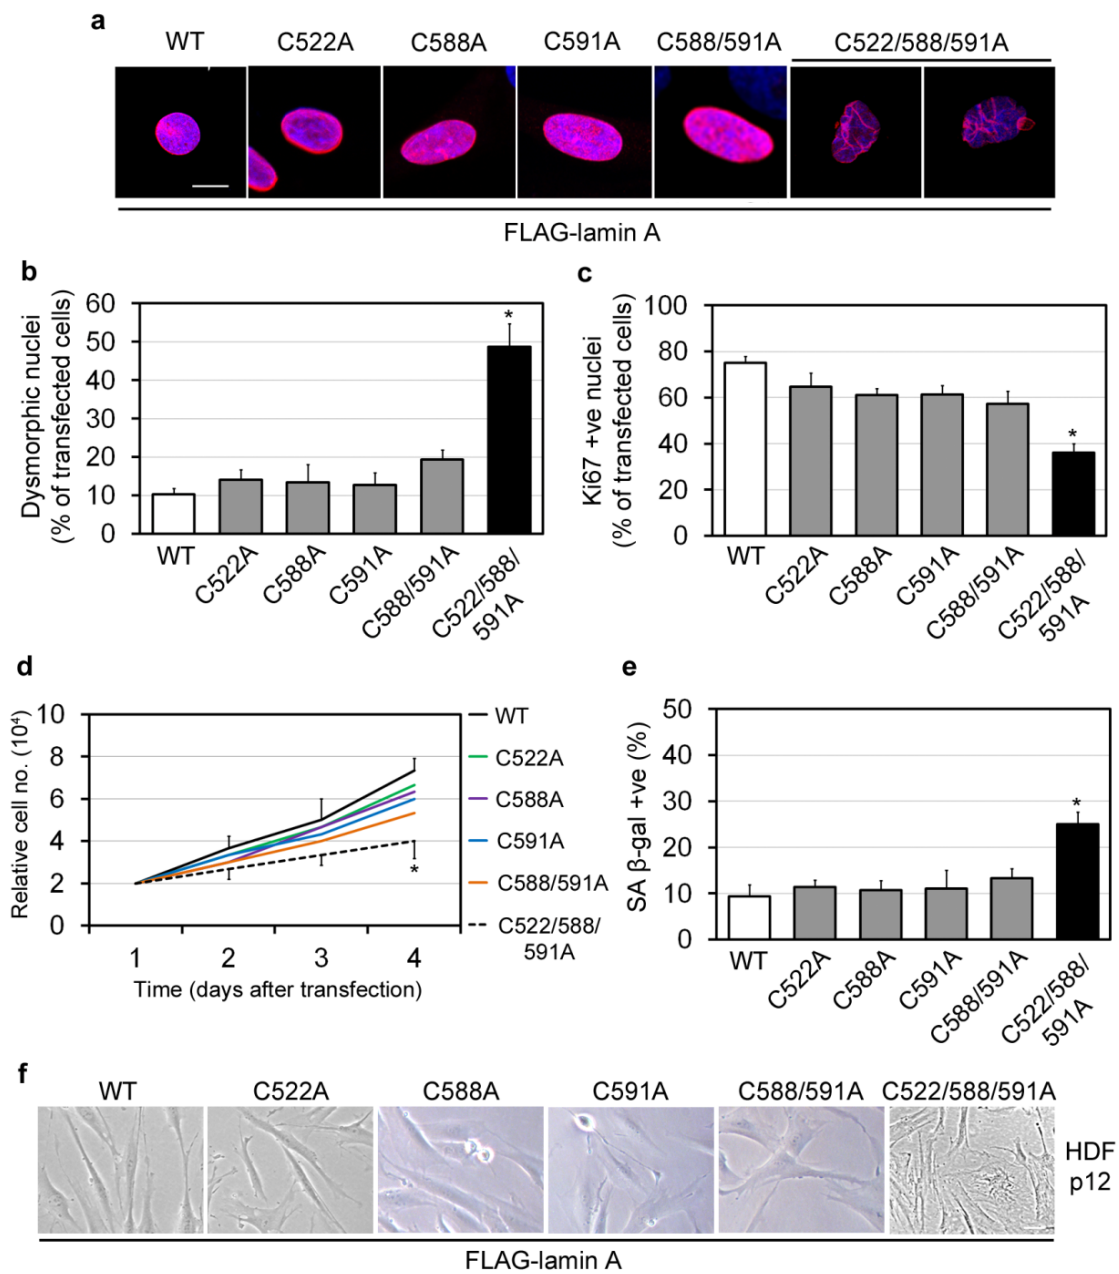 a
WT C522A C588A C591A C588/591A C522/588/591A
FLAG-lamin A
b
Dysmorphic nuclei
(% of transfected cells)
60
50
40
30
20
10
0
*
WT C522A C588A C591A C588/591A C522/588/
591A
c
Ki67 +ve nuclei
(% of transfected cells)
100
80
60
40
20
0
*
WT C522A C588A C591A C588/591A C522/588/
591A
d
Relative cell no. (10⁴)
10
8
6
4
2
0
*
1 2 3 4
Time (days after transfection)
WT
C522A
C588A
C591A
C588/591A
C522/588/
591A
e
SA β-gal +ve (%)
50
40
30
20
10
0
*
WT C522A C588A C591A C588/591A C522/588/
591A
f
WT C522A C588A C591A C588/591A C522/588/591A
HDF
p12
FLAG-lamin A